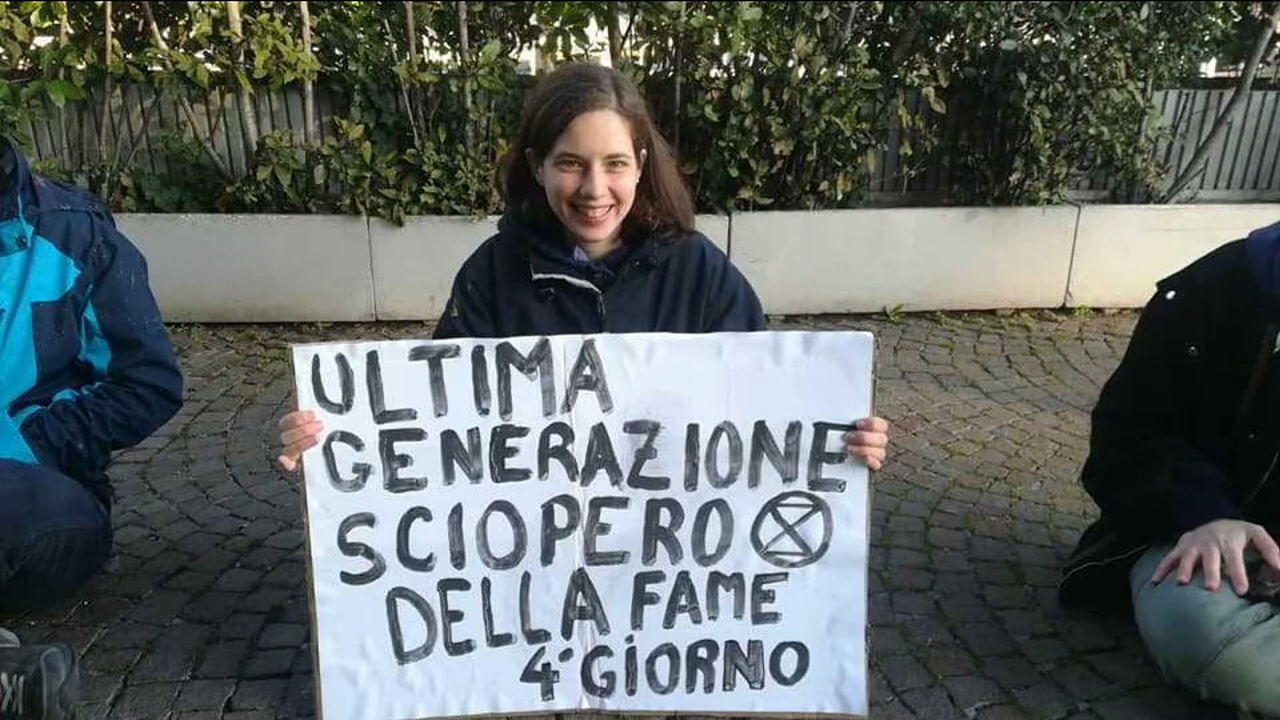 ULTIMA
GENERAZIONE
SCIOPERO
DELLA FAME
4° GIORNO